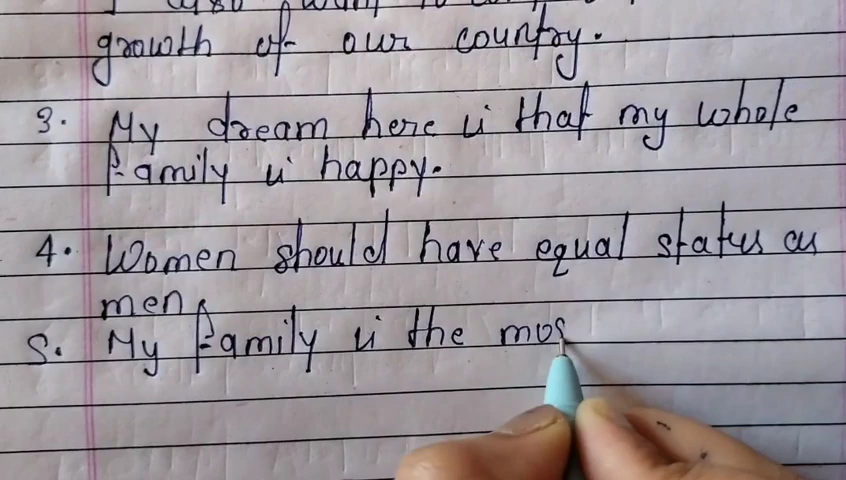 growth of our country.
3. My dream here is that my whole
family is happy.
4. Women should have equal status as
men
5. My family is the mos